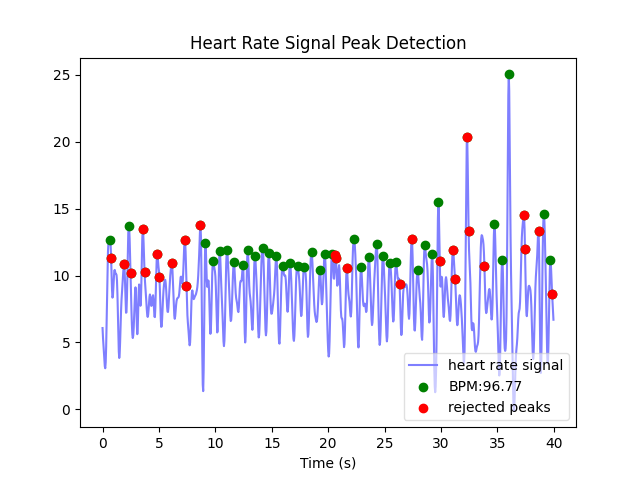 Heart Rate Signal Peak Detection
25
20
15
10
5
0
0 5 10 15 20 25 30 35 40
Time (s)
heart rate signal
BPM:96.77
rejected peaks